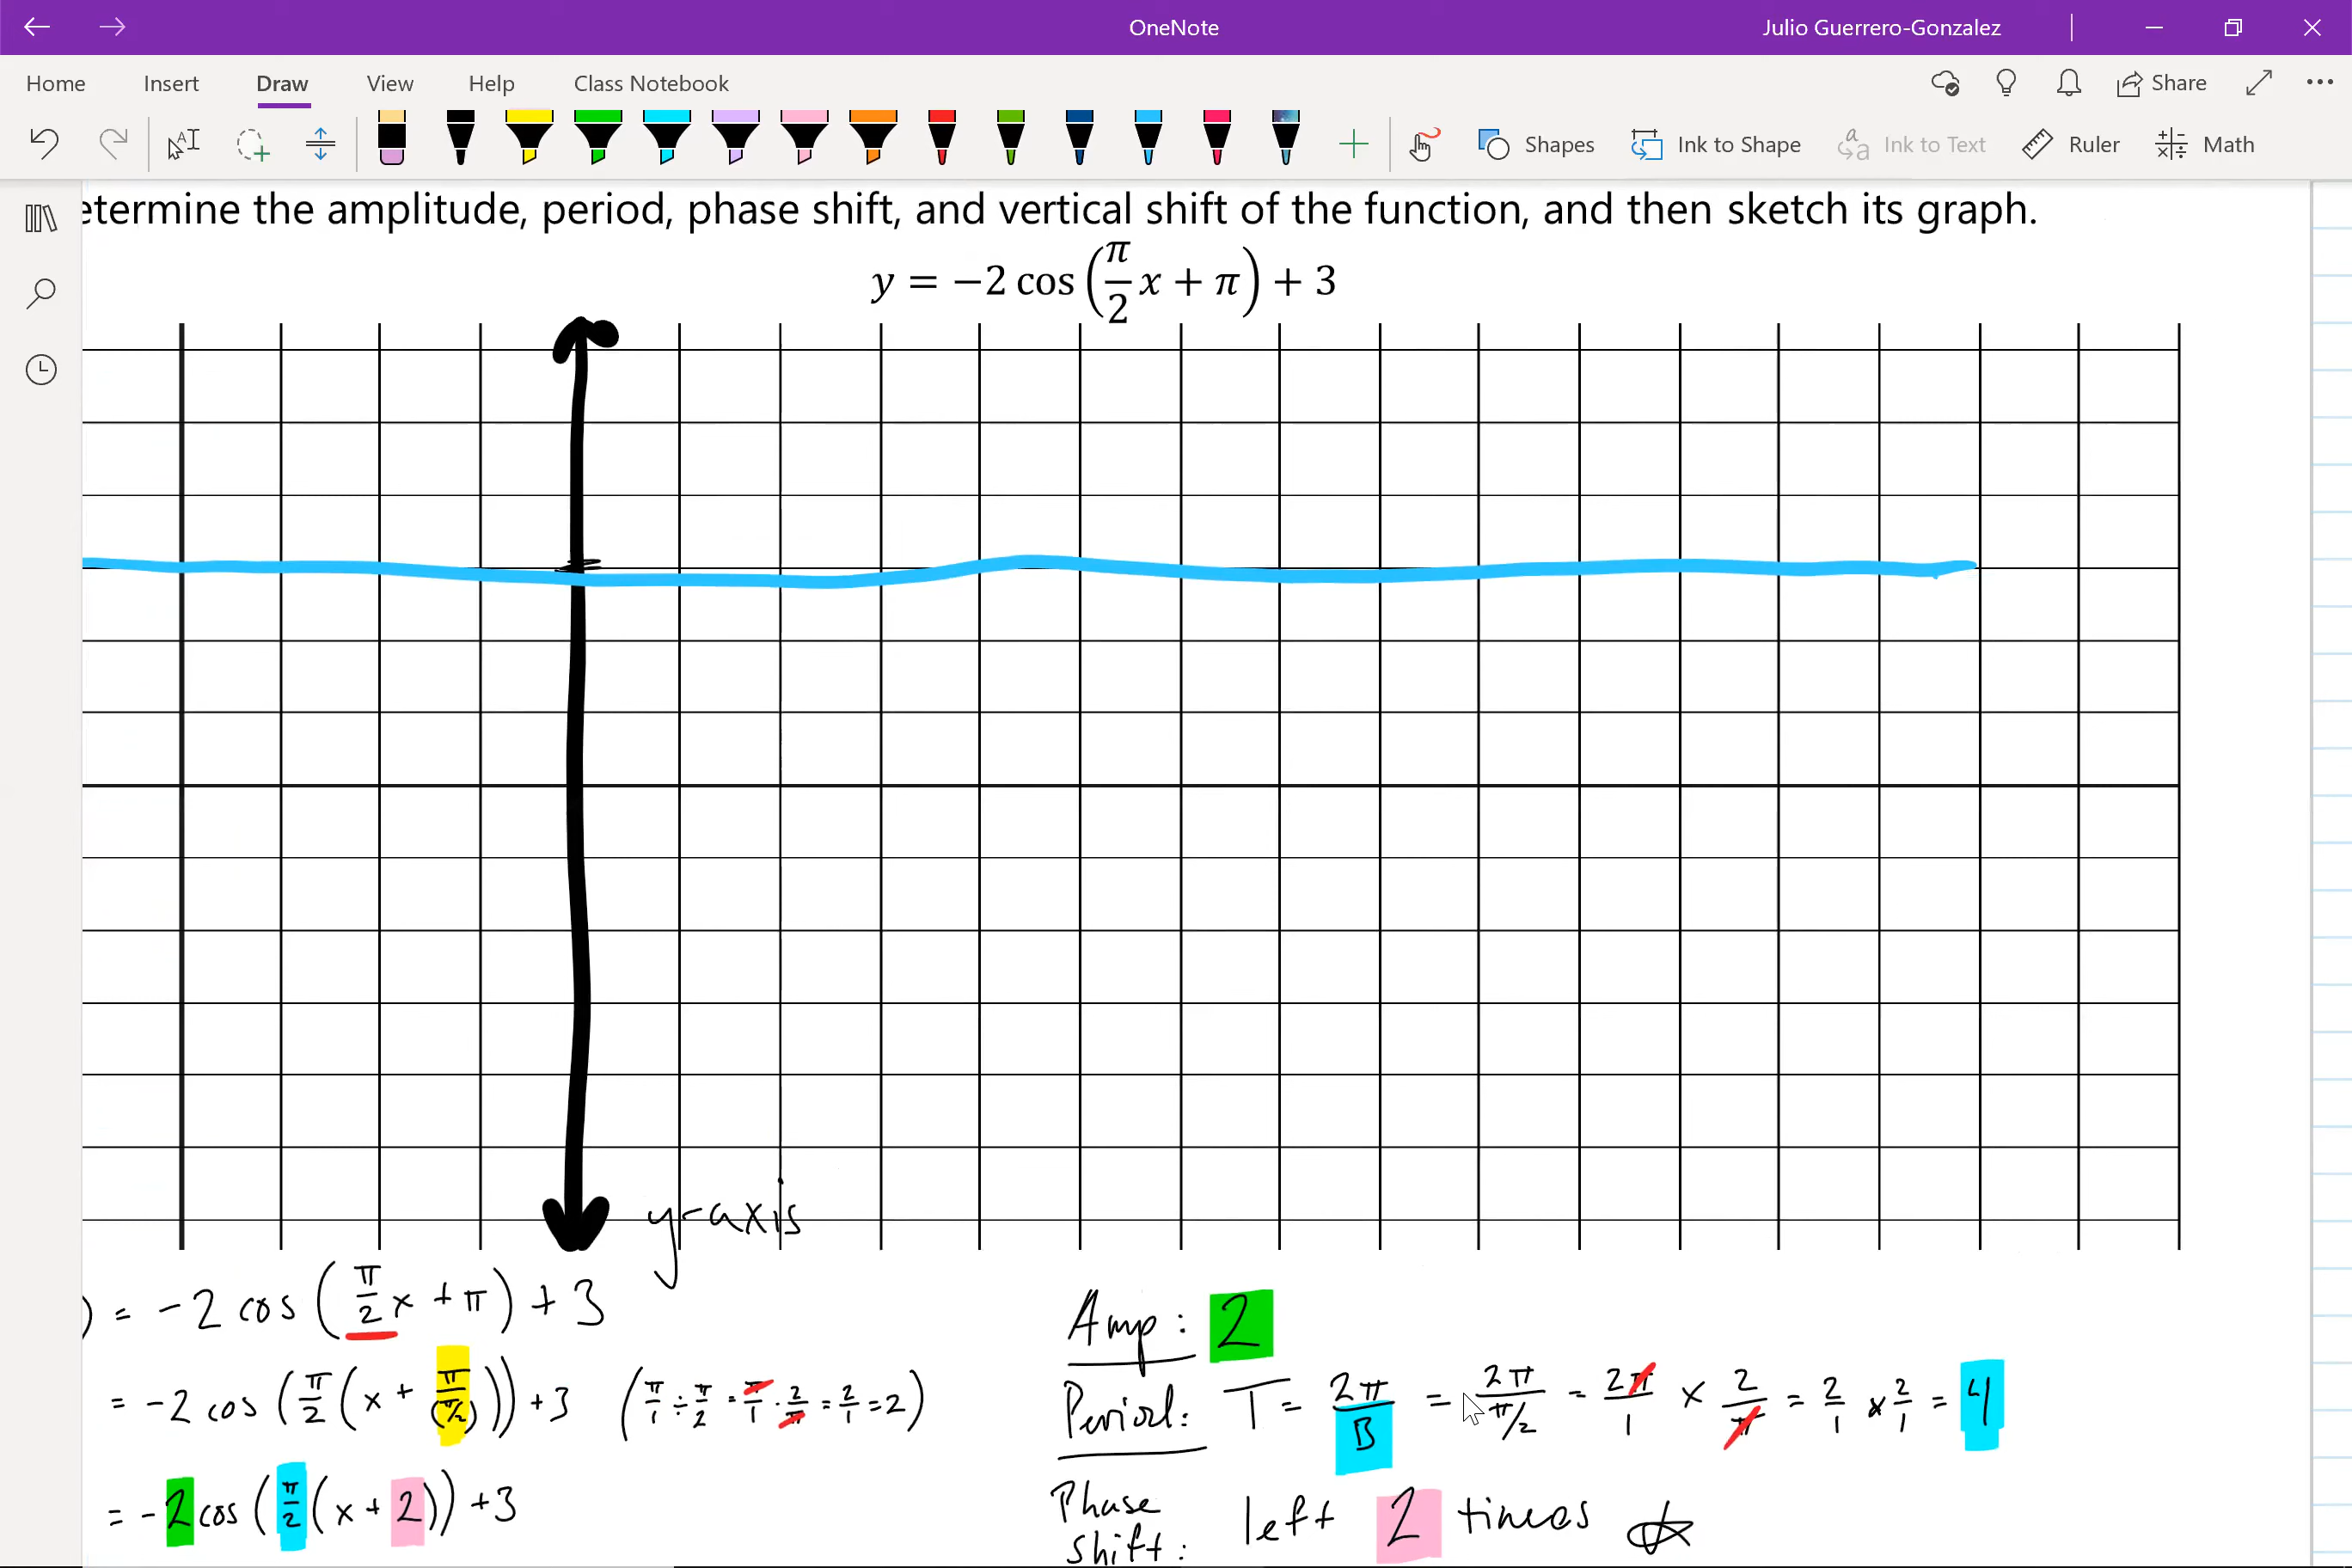 OneNote
Julio Guerrero-Gonzalez
Home Insert Draw View Help Class Notebook
Share
Shapes Ink to Shape Ink to Text Ruler Math
etermine the amplitude, period, phase shift, and vertical shift of the function, and then sketch its graph.
y = −2 cos(π/2 x + π) + 3
y-axis
) = -2 cos (π/2 x + π) + 3
= -2 cos (π/2 (x + π/(π/2))) + 3 (π/1 ÷ π/2 = π/1 · 2/π = 2/1 = 2)
= -2 cos (π/2 (x + 2)) + 3
Amp: 2
Period: T = 2π/B = 2π/π/2 = 2π/1 x 2/π = 2/1 x 2/1 = 4
Phase shift: left 2 times